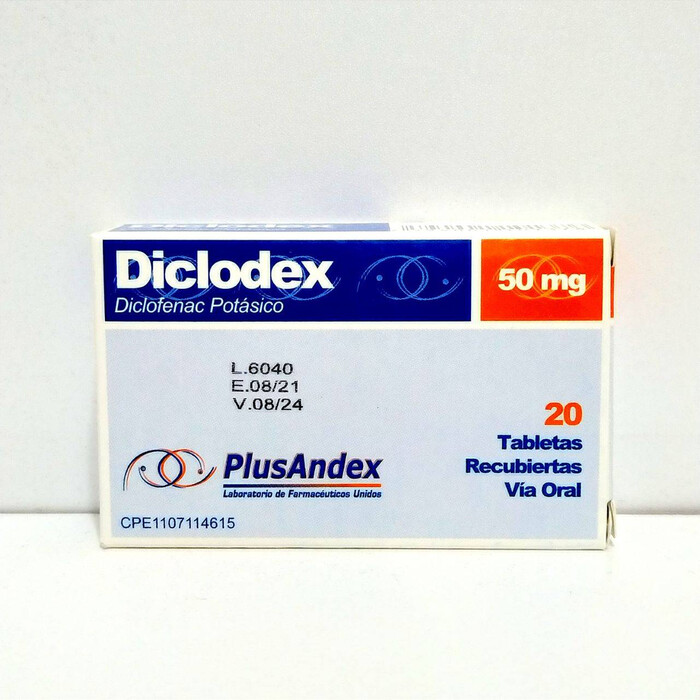 Diclodex
Diclodex
Diclofenac Potásico
50 mg
L.6040
E.08/21
V.08/24
20
Tabletas
Recubiertas
Vía Oral
PlusAndex
Laboratorio de Farmacéuticos Unidos
CPE1107114615